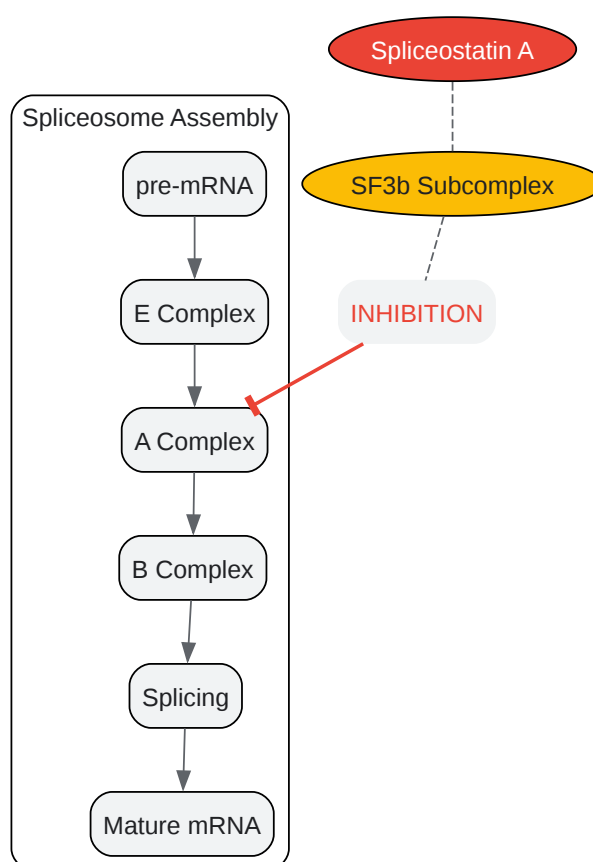 Spliceostatin A
Spliceosome Assembly
pre-mRNA
SF3b Subcomplex
E Complex
INHIBITION
A Complex
B Complex
Splicing
Mature mRNA